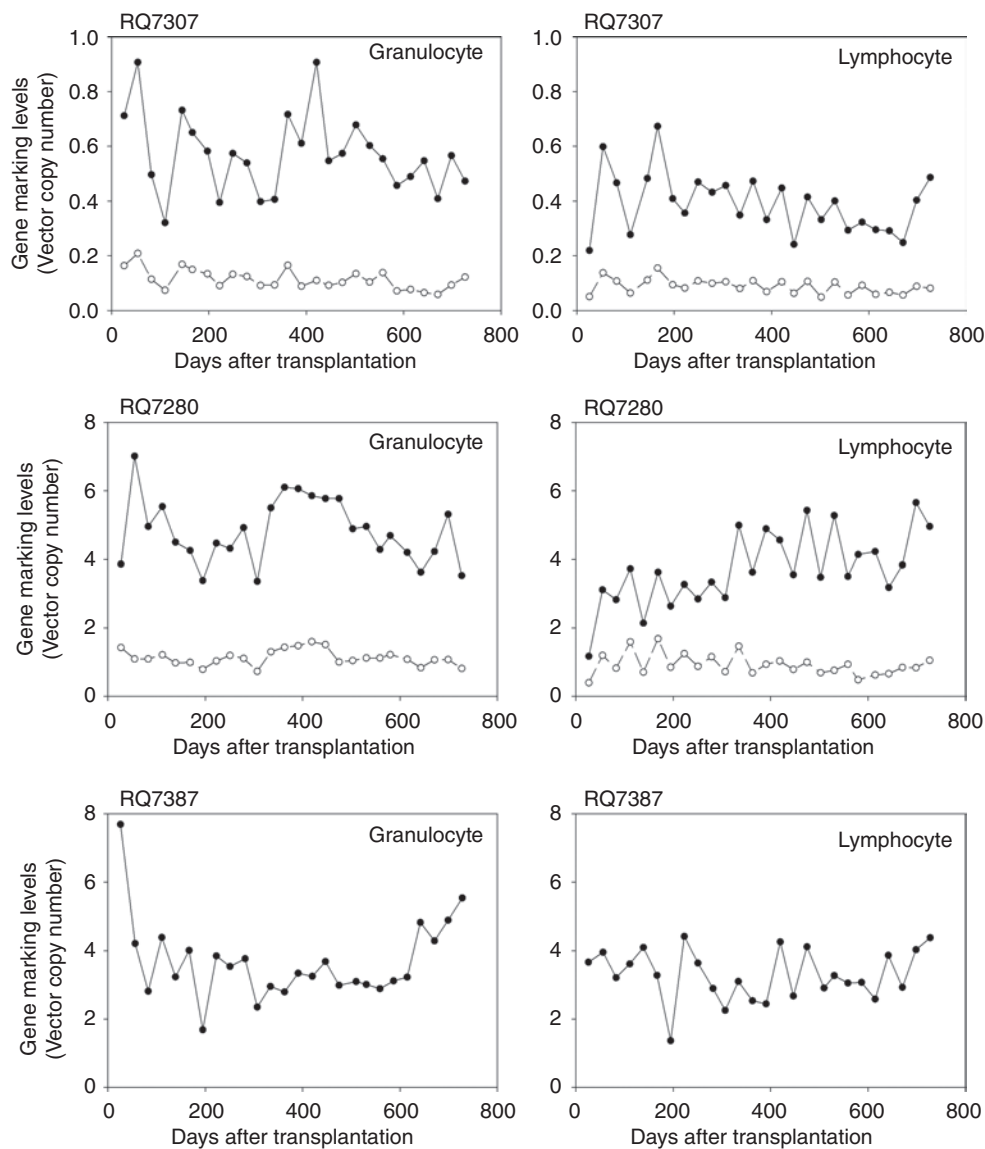 RQ7307
Granulocyte
Gene marking levels
(Vector copy number)
1.0
0.8
0.6
0.4
0.2
0.0
0 200 400 600 800
Days after transplantation
RQ7307
Lymphocyte
1.0
0.8
0.6
0.4
0.2
0.0
0 200 400 600 800
Days after transplantation
RQ7280
Granulocyte
Gene marking levels
(Vector copy number)
8
6
4
2
0
0 200 400 600 800
Days after transplantation
RQ7280
Lymphocyte
8
6
4
2
0
0 200 400 600 800
Days after transplantation
RQ7387
Granulocyte
Gene marking levels
(Vector copy number)
8
6
4
2
0
0 200 400 600 800
Days after transplantation
RQ7387
Lymphocyte
8
6
4
2
0
0 200 400 600 800
Days after transplantation